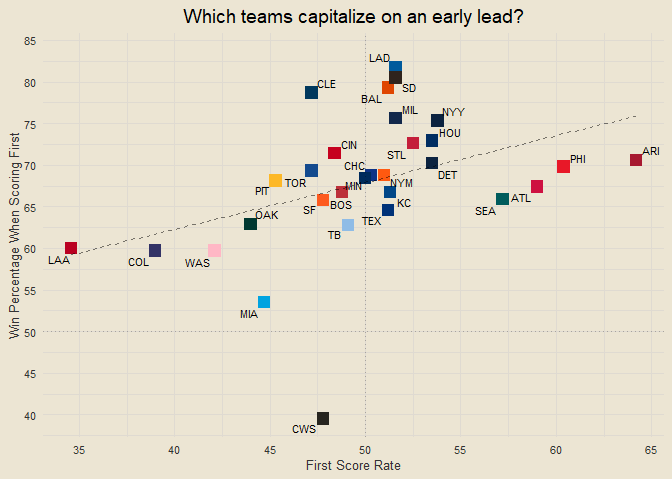 Which teams capitalize on an early lead?
85
80
75
70
65
60
55
50
45
40
Win Percentage When Scoring First
LAD
CLE
SD
BAL
MIL
NYY
HOU
CIN
STL
ARI
CHC
PHI
DET
PIT
TOR
MIN
NYM
ATL
SF
BOS
KC
SEA
OAK
TEX
TB
LAA
COL
WAS
MIA
CWS
35
40
45
50
55
60
65
First Score Rate